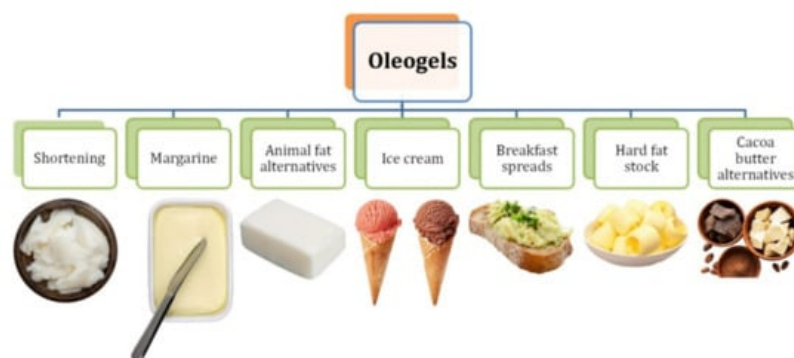 Oleogels
Shortening
Margarine
Animal fat
alternatives
Ice cream
Breakfast
spreads
Hard fat
stock
Cacoa
butter
alternatives